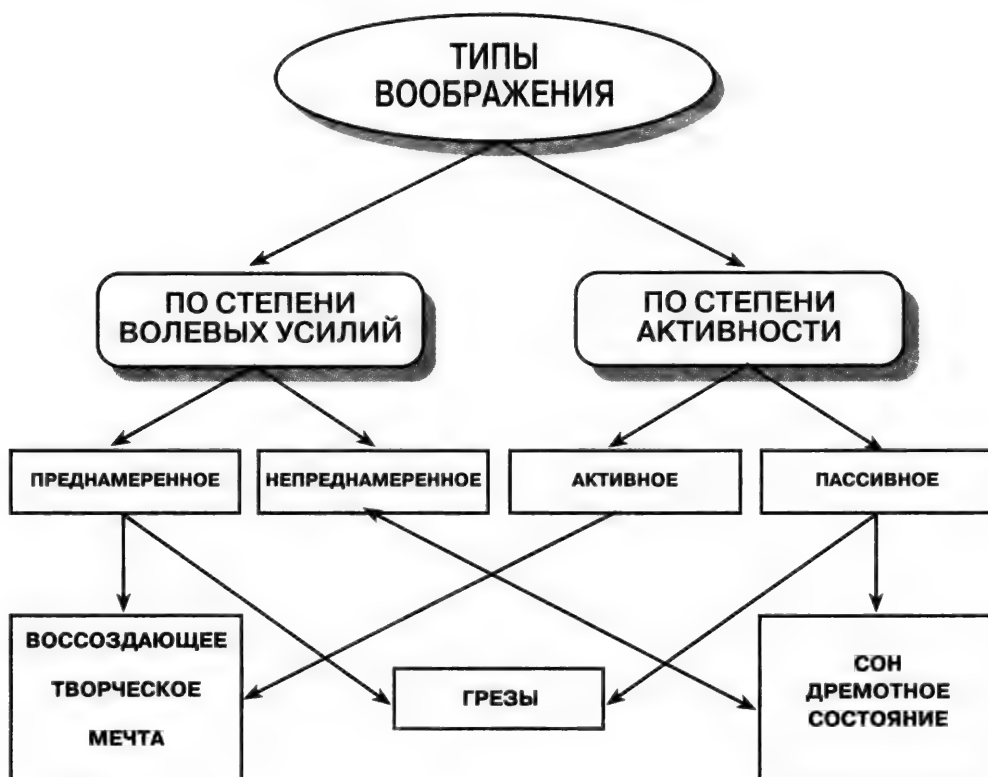 ТИПЫ
ВООБРАЖЕНИЯ
ПО СТЕПЕНИ
ВОЛЕВЫХ УСИЛИЙ
ПО СТЕПЕНИ
АКТИВНОСТИ
ПРЕДНАМЕРЕННОЕ
НЕПРЕДНАМЕРЕННОЕ
АКТИВНОЕ
ПАССИВНОЕ
ВОССОЗДАЮЩЕЕ
ТВОРЧЕСКОЕ
МЕЧТА
ГРЕЗЫ
СОН
ДРЕМОТНОЕ
СОСТОЯНИЕ